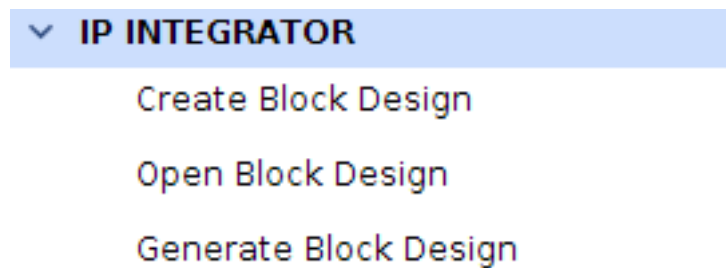 IP INTEGRATOR
Create Block Design
Open Block Design
Generate Block Design